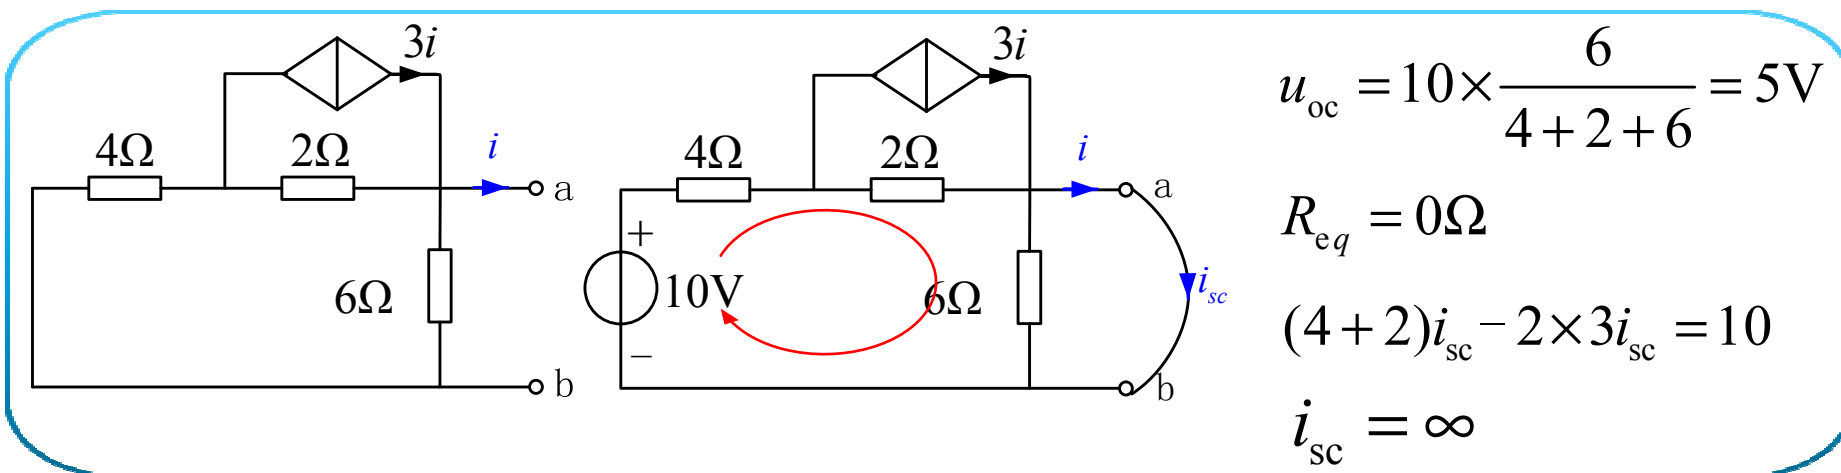 3i
4Ω 2Ω i a
6Ω
b
3i
4Ω 2Ω i a
+
10V 6Ω i_sc
−
b
u_oc = 10 × 6/(4+2+6) = 5V
R_eq = 0Ω
(4+2)i_sc − 2×3i_sc = 10
i_sc = ∞